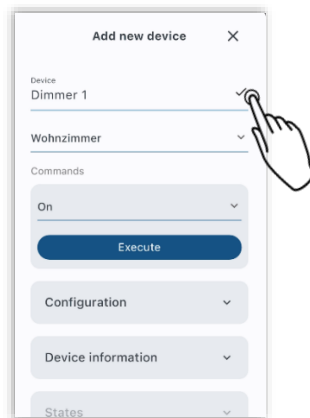 Add new device
Device
Dimmer 1
Wohnzimmer
Commands
On
Execute
Configuration
Device information
States